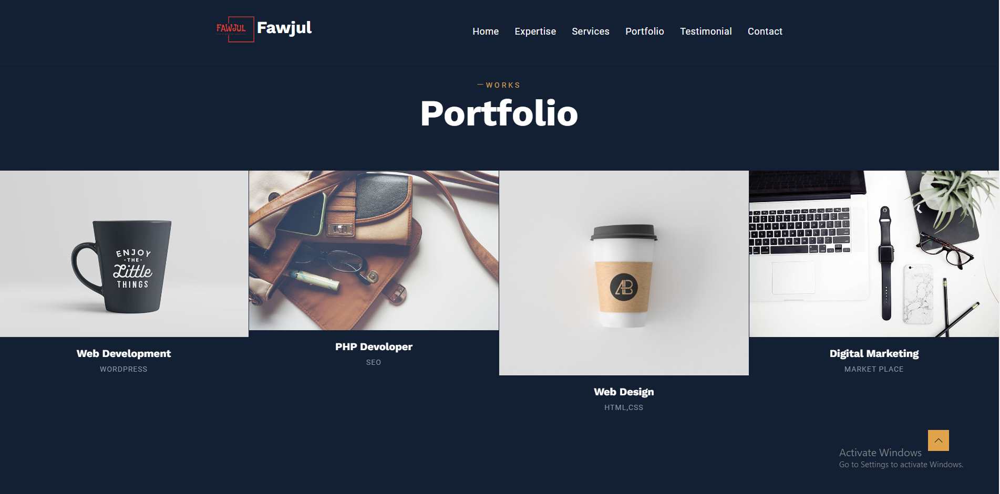 FAWJUL Fawjul
Home Expertise Services Portfolio Testimonial Contact
—WORKS
Portfolio
ENJOY
·THE·
Little
THINGS
AB
Web Development
WORDPRESS
PHP Devoloper
SEO
Web Design
HTML,CSS
Digital Marketing
MARKET PLACE
Activate Windows
Go to Settings to activate Windows.